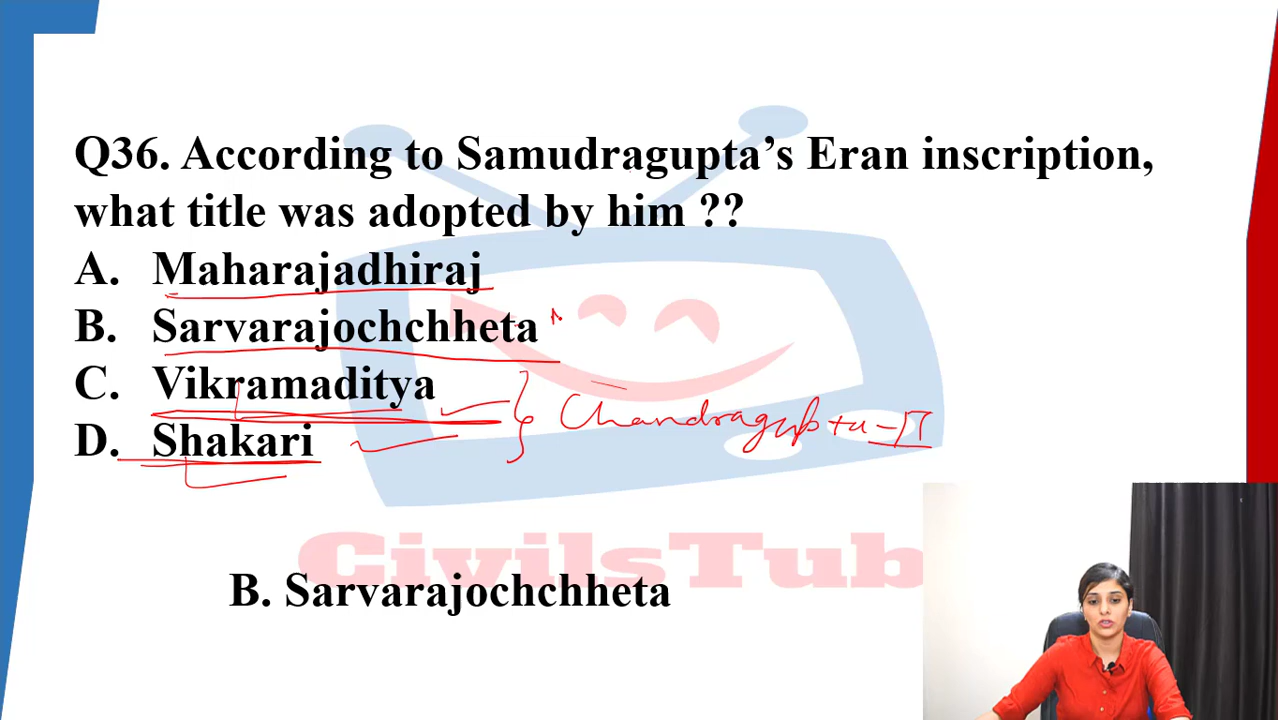 Q36. According to Samudragupta’s Eran inscription,
what title was adopted by him ??
A. Maharajadhiraj
B. Sarvarajochchheta
C. Vikramaditya
D. Shakari
Chandragupta-II
CivilsTub
B. Sarvarajochchheta